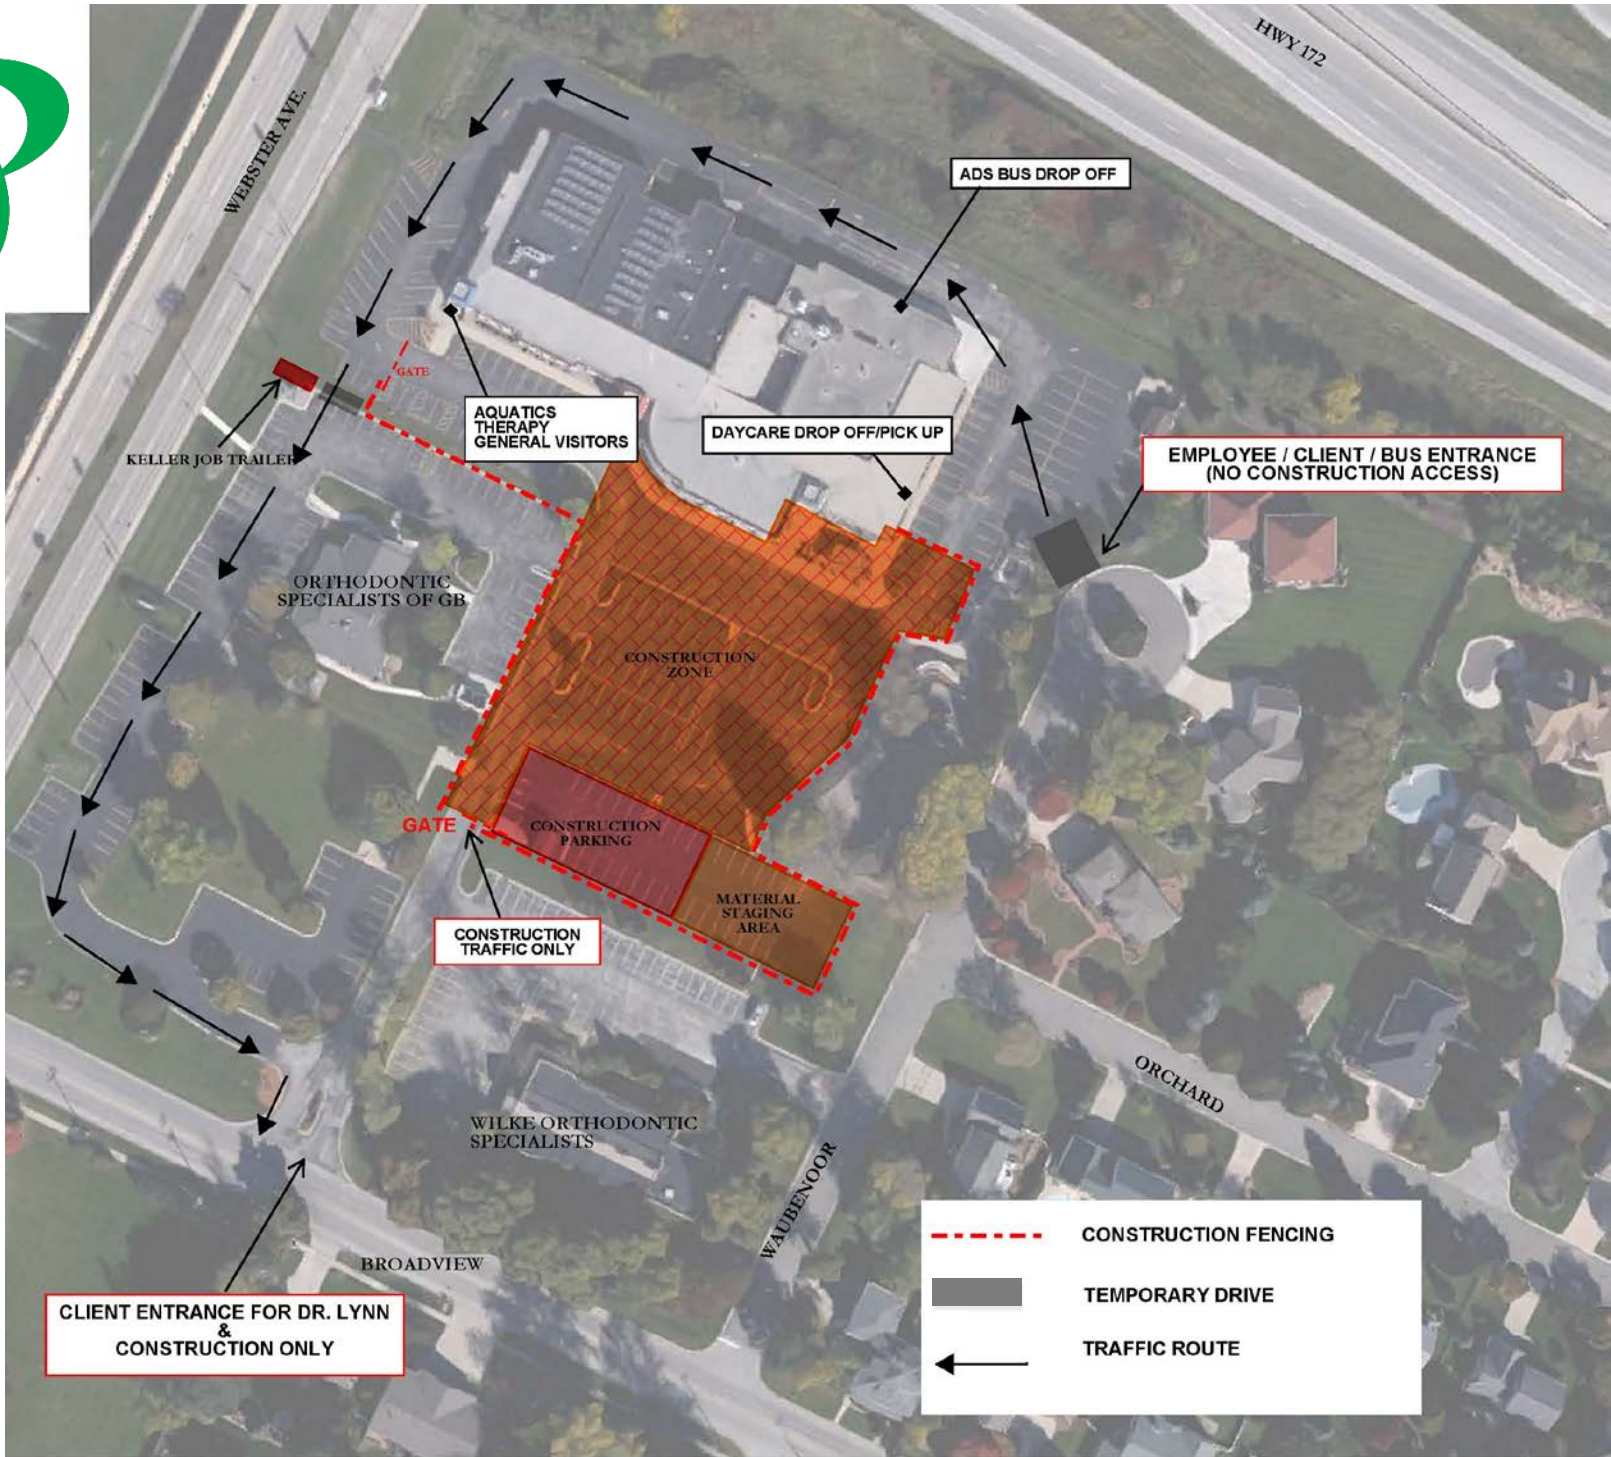 HWY 172
WEBSTER AVE.
ADS BUS DROP OFF
GATE
AQUATICS
THERAPY
GENERAL VISITORS
DAYCARE DROP OFF/PICK UP
EMPLOYEE / CLIENT / BUS ENTRANCE
(NO CONSTRUCTION ACCESS)
KELLER JOB TRAILER
ORTHODONTIC
SPECIALISTS OF GB
CONSTRUCTION
ZONE
GATE
CONSTRUCTION
PARKING
MATERIAL
STAGING
AREA
CONSTRUCTION
TRAFFIC ONLY
ORCHARD
WILKE ORTHODONTIC
SPECIALISTS
WAUBENOOR
BROADVIEW
CLIENT ENTRANCE FOR DR. LYNN
&
CONSTRUCTION ONLY
CONSTRUCTION FENCING
TEMPORARY DRIVE
TRAFFIC ROUTE